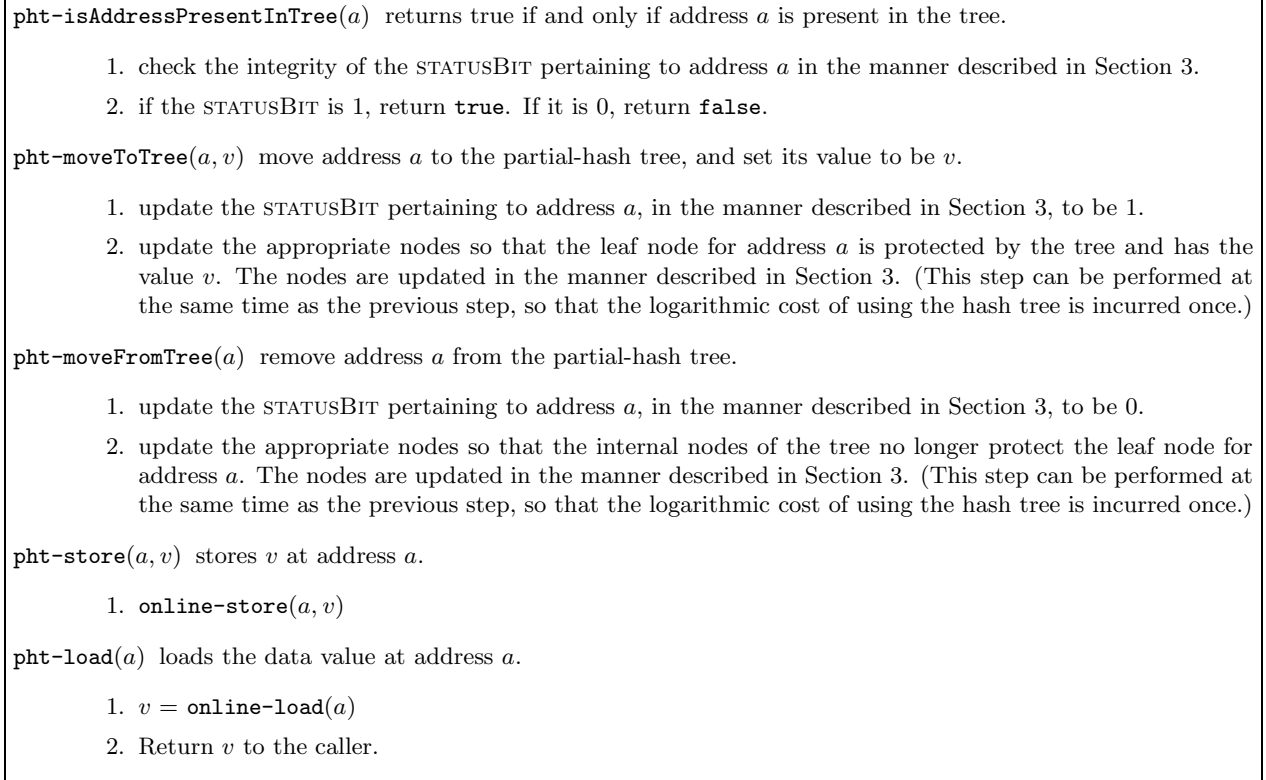 pht-isAddressPresentInTree(a) returns true if and only if address a is present in the tree.
1. check the integrity of the STATUSBIT pertaining to address a in the manner described in Section 3.
2. if the STATUSBIT is 1, return true. If it is 0, return false.
pht-moveToTree(a, v) move address a to the partial-hash tree, and set its value to be v.
1. update the STATUSBIT pertaining to address a, in the manner described in Section 3, to be 1.
2. update the appropriate nodes so that the leaf node for address a is protected by the tree and has the
value v. The nodes are updated in the manner described in Section 3. (This step can be performed at
the same time as the previous step, so that the logarithmic cost of using the hash tree is incurred once.)
pht-moveFromTree(a) remove address a from the partial-hash tree.
1. update the STATUSBIT pertaining to address a, in the manner described in Section 3, to be 0.
2. update the appropriate nodes so that the internal nodes of the tree no longer protect the leaf node for
address a. The nodes are updated in the manner described in Section 3. (This step can be performed at
the same time as the previous step, so that the logarithmic cost of using the hash tree is incurred once.)
pht-store(a, v) stores v at address a.
1. online-store(a, v)
pht-load(a) loads the data value at address a.
1. v = online-load(a)
2. Return v to the caller.